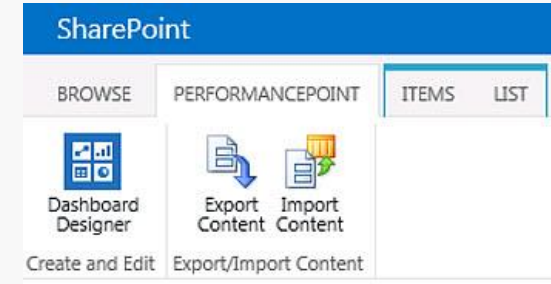 SharePoint
BROWSE PERFORMANCEPOINT ITEMS LIST
Dashboard Designer
Export Content
Import Content
Create and Edit
Export/Import Content